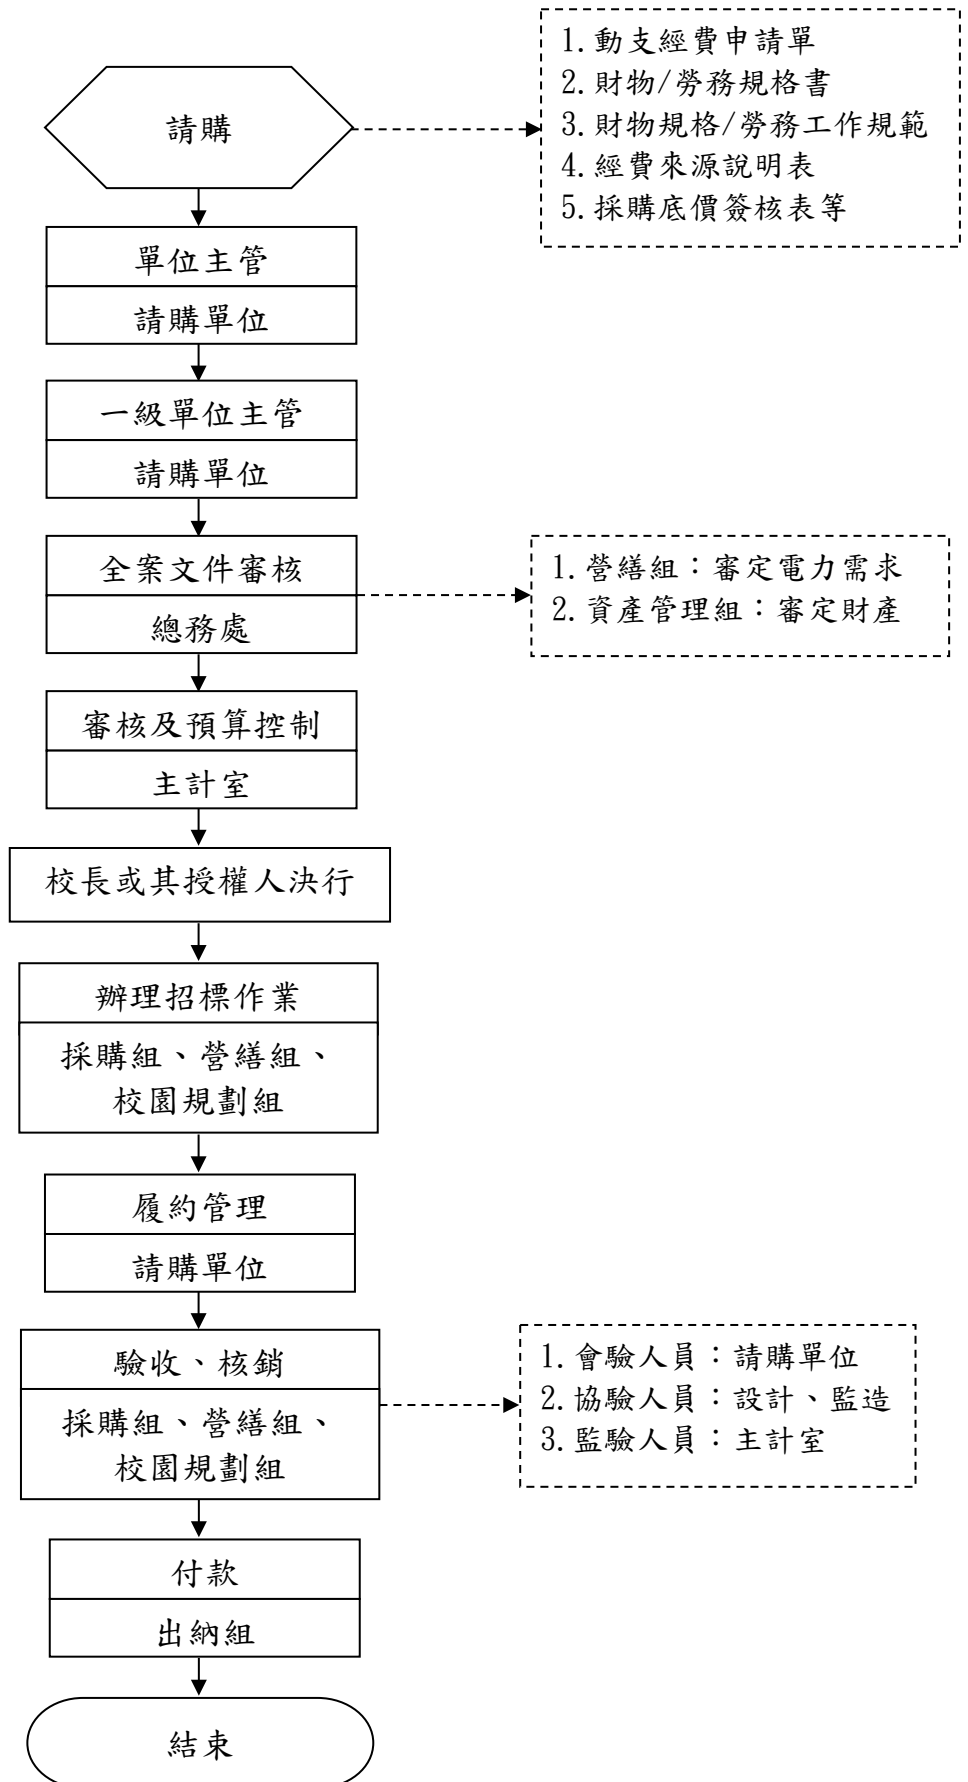 請購
1.動支經費申請單
2.財物/勞務規格書
3.財物規格/勞務工作規範
4.經費來源說明表
5.採購底價簽核表等
單位主管
請購單位
一級單位主管
請購單位
全案文件審核
總務處
1.營繕組：審定電力需求
2.資產管理組：審定財產
審核及預算控制
主計室
校長或其授權人決行
辦理招標作業
採購組、營繕組、
校園規劃組
履約管理
請購單位
驗收、核銷
採購組、營繕組、
校園規劃組
1.會驗人員：請購單位
2.協驗人員：設計、監造
3.監驗人員：主計室
付款
出納組
結束